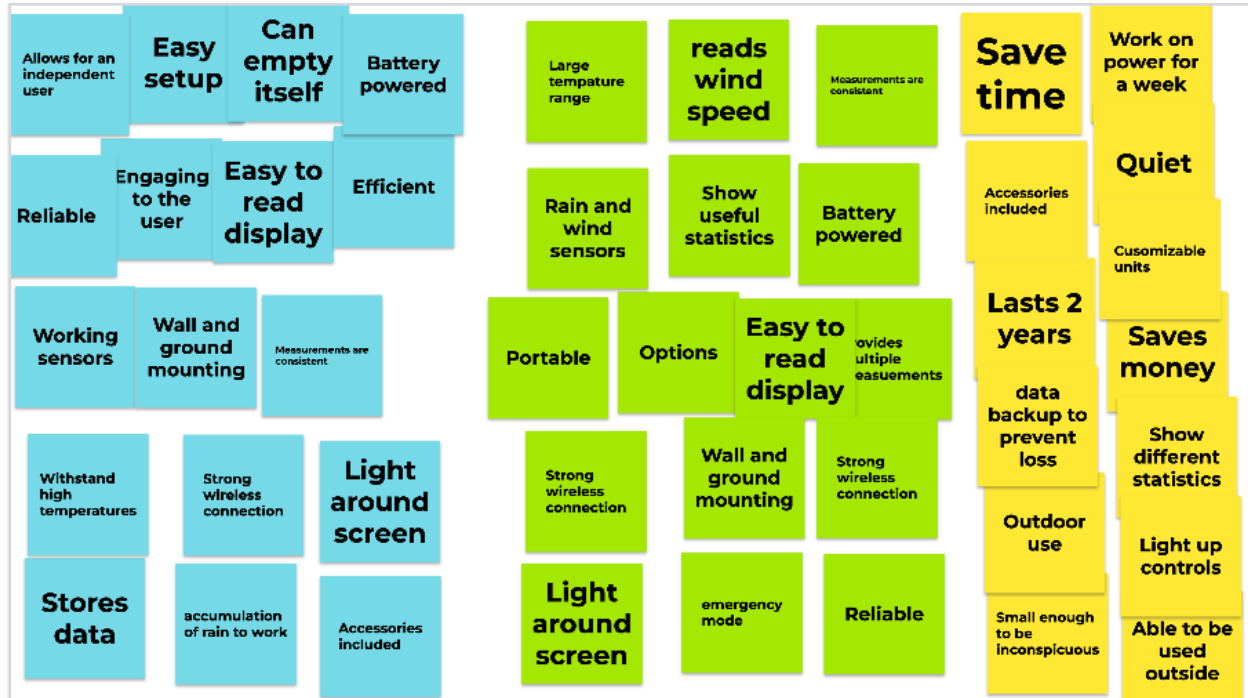 Allows for an
independent
user
Easy
setup
Can
empty
itself
Battery
powered
Reliable
Engaging
to the
user
Easy to
read
display
Efficient
Working
sensors
Wall and
ground
mounting
Measurements are
consistent
Withstand
high
temperatures
Strong
wireless
connection
Light
around
screen
Stores
data
accumulation
of rain to work
Accessories
included
Large
tempature
range
reads
wind
speed
Measurements are
consistent
Rain and
wind
sensors
Show
useful
statistics
Battery
powered
Portable
Options
Easy to
read
display
rovides
ultiple
easuements
Strong
wireless
connection
Wall and
ground
mounting
Strong
wireless
connection
Light
around
screen
emergency
mode
Reliable
Save
time
Work on
power for
a week
Accessories
included
Quiet
Cusomizable
units
Lasts 2
years
Saves
money
data
backup to
prevent
loss
Show
different
statistics
Outdoor
use
Light up
controls
Small enough
to be
inconspicuous
Able to be
used
outside